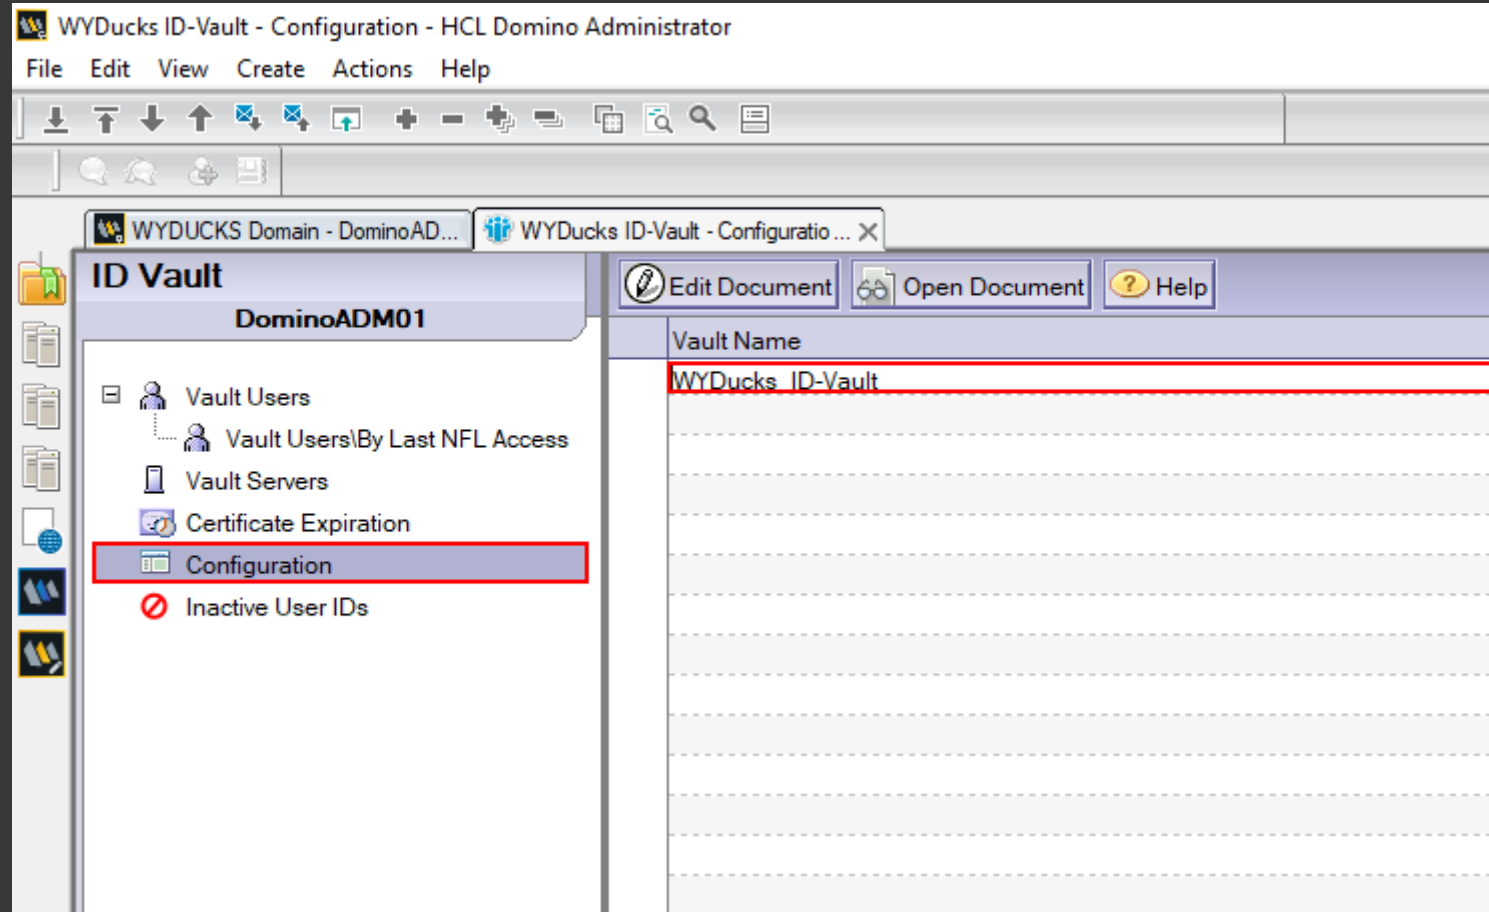 WYDucks ID-Vault - Configuration - HCL Domino Administrator
File Edit View Create Actions Help
WYDUCKS Domain - DominoAD... WYDucks ID-Vault - Configuratio ...
ID Vault
DominoADM01
Edit Document Open Document Help
Vault Name
WYDucks ID-Vault
Vault Users
Vault Users\By Last NFL Access
Vault Servers
Certificate Expiration
Configuration
Inactive User IDs